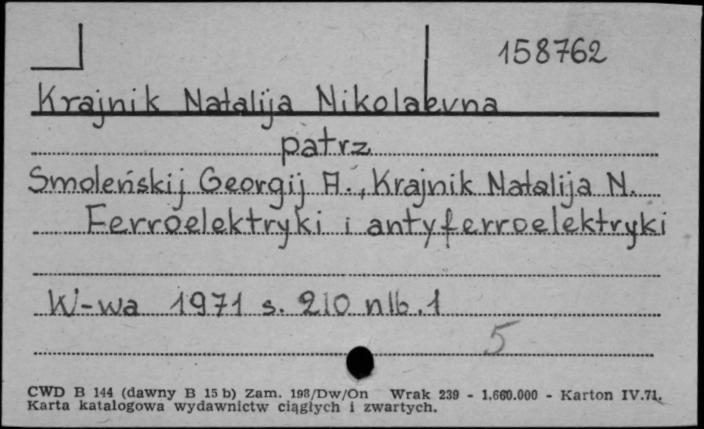 158762
Krajnik Natalija Nikolaevna
patrz
Smoleńskij Georgij A., Krajnik Natalija N.
Ferroelektryki i antyferroelektryki
W-wa 1971 s. 210 nlb. 1
5
CWD B 144 (dawny B 15 b) Zam. 198/Dw/On Wrak 239 - 1.660.000 - Karton IV.71.
Karta katalogowa wydawnictw ciągłych i zwartych.